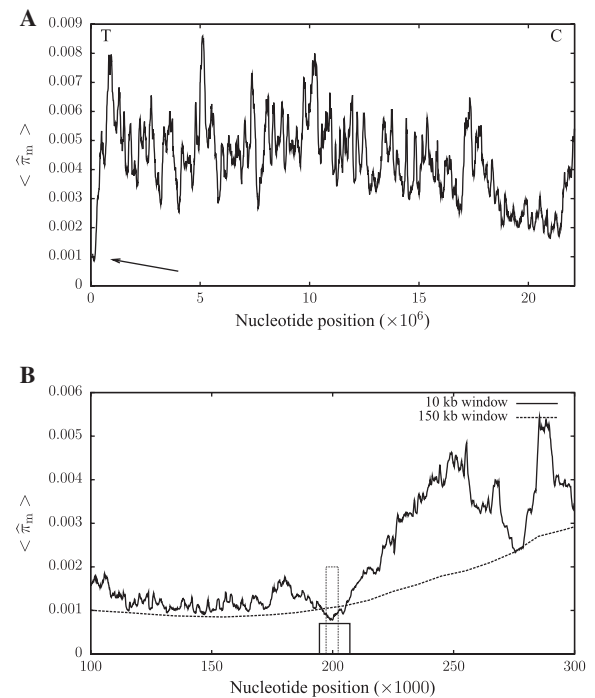 A
T
C
0.009
0.008
0.007
0.006
0.005
0.004
0.003
0.002
0.001
0
< π̂m >
0 5 10 15 20
Nucleotide position (×10⁶)
B
10 kb window
150 kb window
0.006
0.005
0.004
0.003
0.002
0.001
0
< π̂m >
100 150 200 250 300
Nucleotide position (×1000)